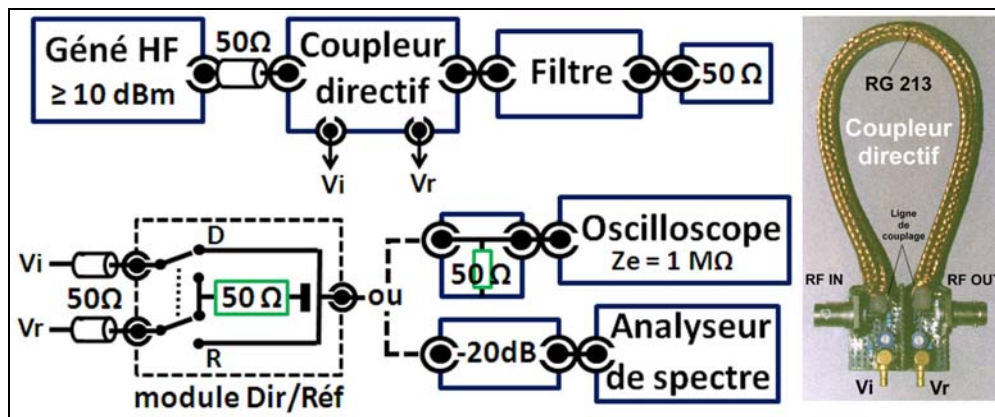 Géné HF
≥ 10 dBm
50Ω
Coupleur
directif
Filtre
50 Ω
Vi
Vr
Vi
50Ω
Vr
D
50 Ω
R
module Dir/Réf
ou
50 Ω
Oscilloscope
Ze = 1 MΩ
-20dB
Analyseur
de spectre
RG 213
Coupleur
directif
Ligne
de
couplage
RF IN
RF OUT
Vi
Vr